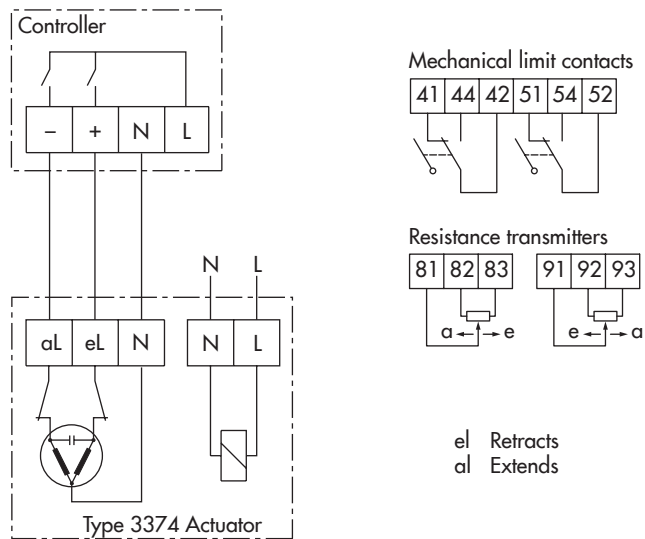 Controller
– + N L
N L
aL eL N N L
Type 3374 Actuator
Mechanical limit contacts
41 44 42 51 54 52
Resistance transmitters
81 82 83 91 92 93
a e e a
el Retracts
al Extends